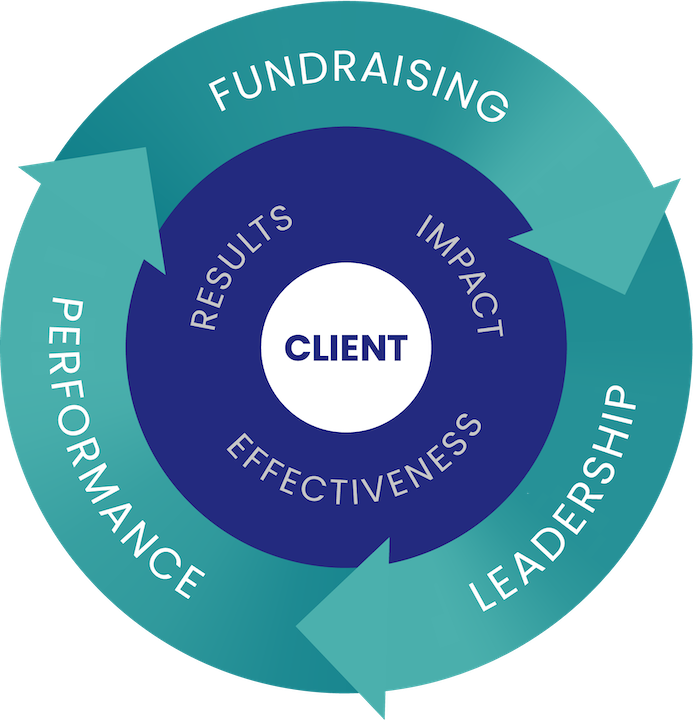 FUNDRAISING
LEADERSHIP
PERFORMANCE
RESULTS
IMPACT
EFFECTIVENESS
CLIENT